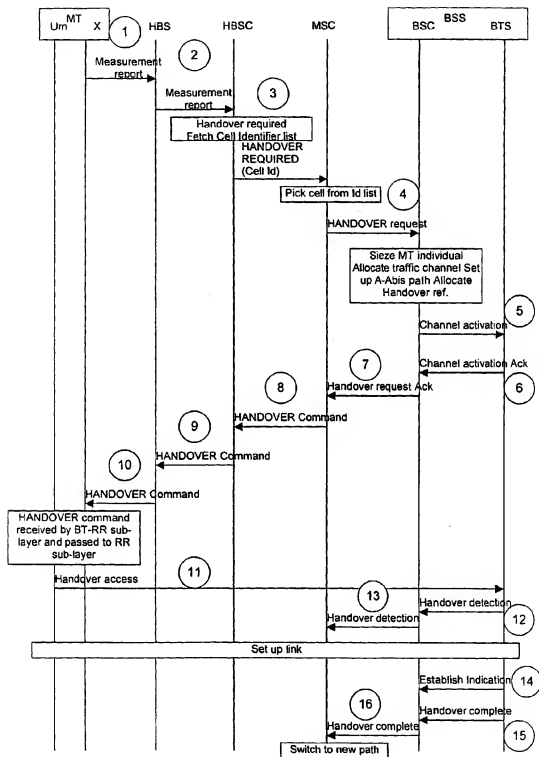 MT
BSS
Um X HBS HBSC MSC BSC BTS
1
Measurement
report
2
Measurement
report
3
Handover required
Fetch Cell Identifier list
HANDOVER
REQUIRED
(Cell Id)
Pick cell from Id list
4
HANDOVER request
Sieze MT individual
Allocate traffic channel Set
up A-Abis path Allocate
Handover ref.
5
Channel activation
Channel activation Ack
6
7
Handover request Ack
8
HANDOVER Command
9
HANDOVER Command
10
HANDOVER Command
HANDOVER command
received by BT-RR sub-
layer and passed to RR
sub-layer
11
Handover access
Handover detection
12
13
Handover detection
Set up link
14
Establish Indication
Handover complete
15
16
Handover complete
Switch to new path